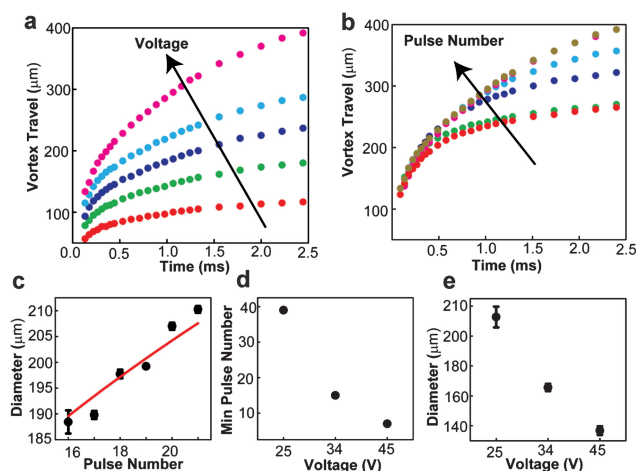 a
Voltage
Vortex Travel (μm)
400
300
200
100
0.0 0.5 1.0 1.5 2.0 2.5
Time (ms)
b
Pulse Number
Vortex Travel (μm)
400
300
200
100
0.0 0.5 1.0 1.5 2.0 2.5
Time (ms)
c
Diameter (μm)
210
205
200
195
190
185
16 18 20
Pulse Number
d
Min Pulse Number
40
30
20
10
25 34 45
Voltage (V)
e
Diameter (μm)
220
200
180
160
140
25 34 45
Voltage (V)